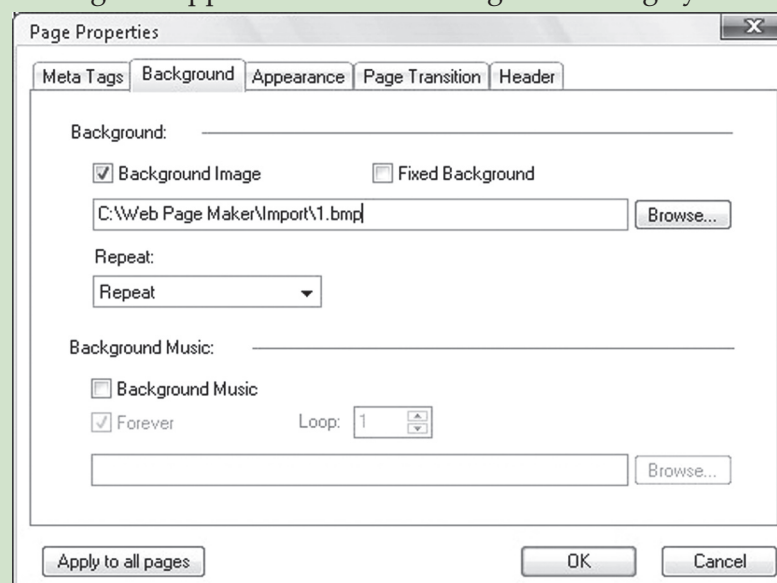 Page Properties
Meta Tags Background Appearance Page Transition Header
Background:
Background Image Fixed Background
C:\Web Page Maker\Import\1.bmp Browse...
Repeat:
Repeat
Background Music:
Background Music
Forever Loop: 1
Browse...
Apply to all pages OK Cancel